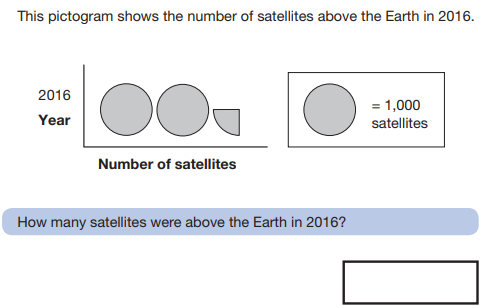 This pictogram shows the number of satellites above the Earth in 2016.
2016
Year
Number of satellites
= 1,000
satellites
How many satellites were above the Earth in 2016?